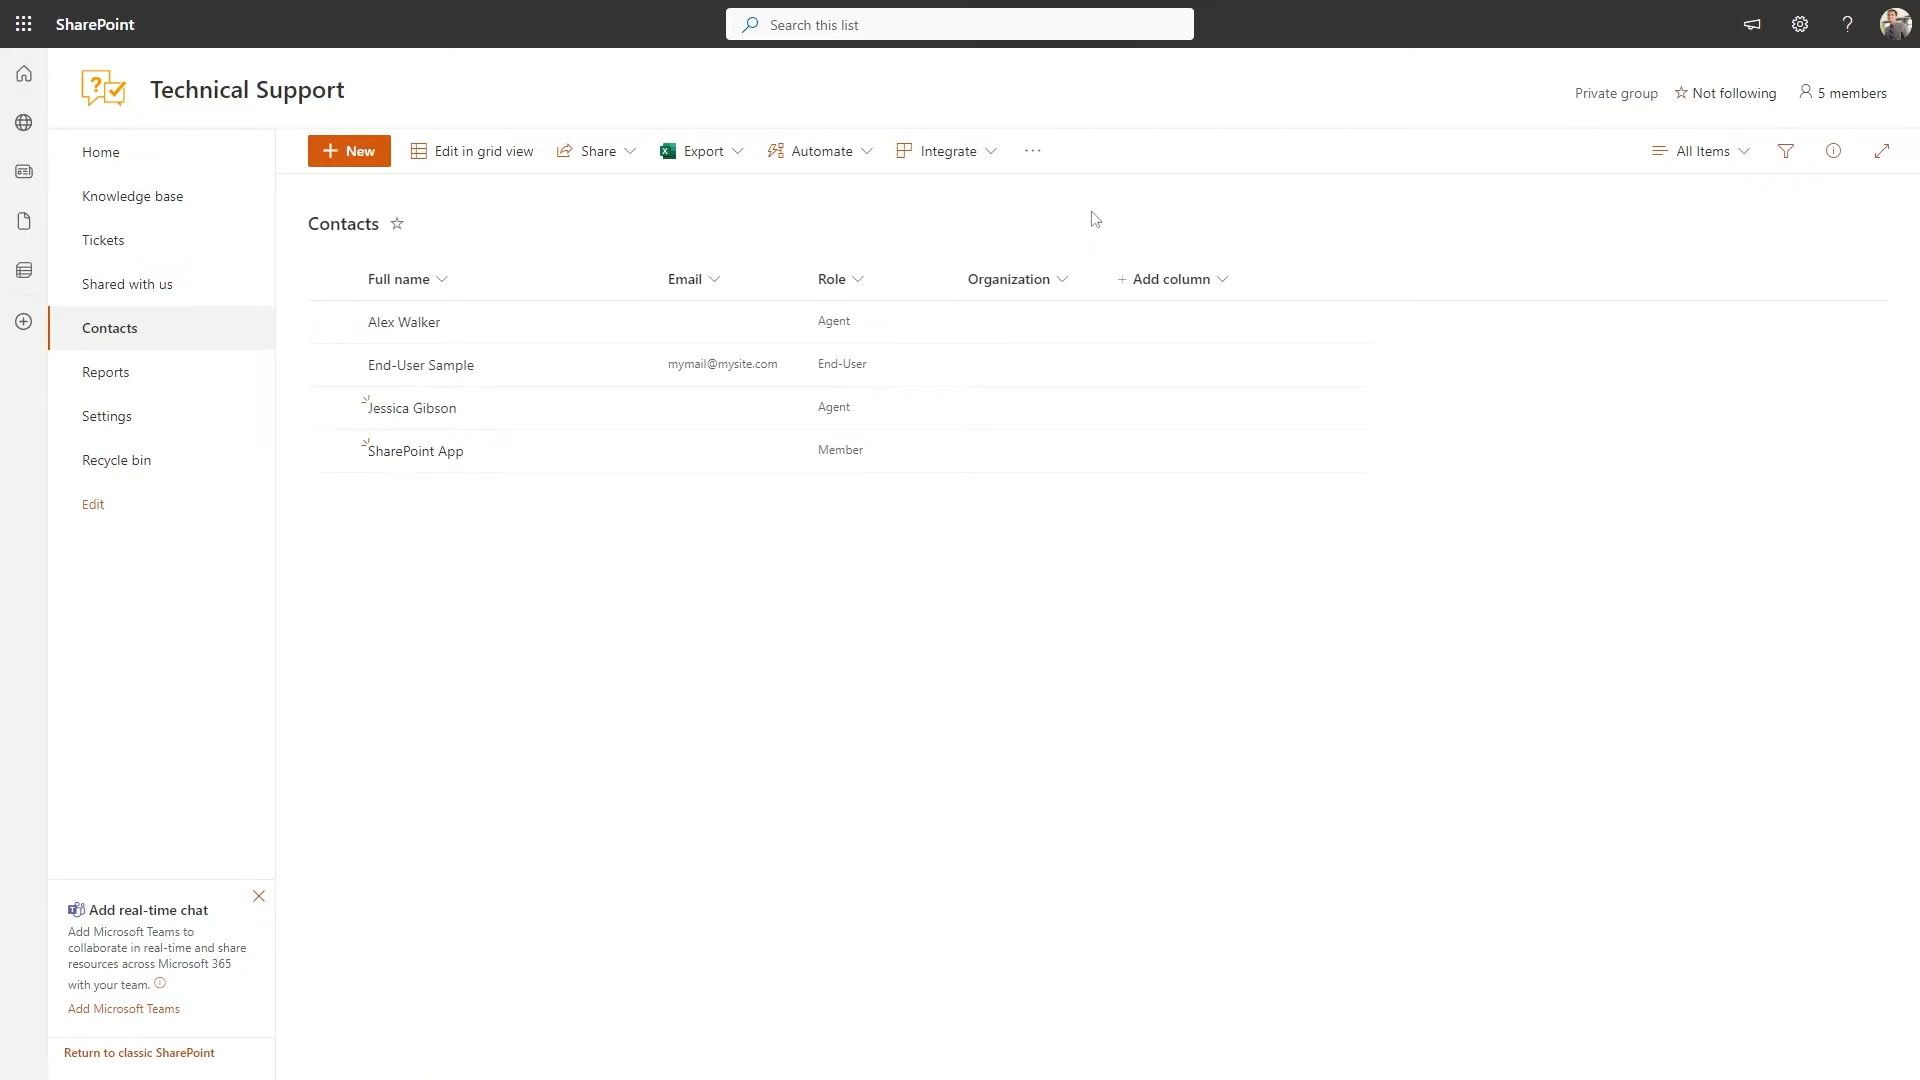 SharePoint
Search this list
Technical Support
Private group
Not following
5 members
Home
Knowledge base
Tickets
Shared with us
Contacts
Reports
Settings
Recycle bin
Edit
New
Edit in grid view
Share
Export
Automate
Integrate
All Items
Contacts
Full name Email Role Organization + Add column
Alex Walker Agent
End-User Sample mymail@mysite.com End-User
Jessica Gibson Agent
SharePoint App Member
Add real-time chat
Add Microsoft Teams to
collaborate in real-time and share
resources across Microsoft 365
with your team.
Add Microsoft Teams
Return to classic SharePoint